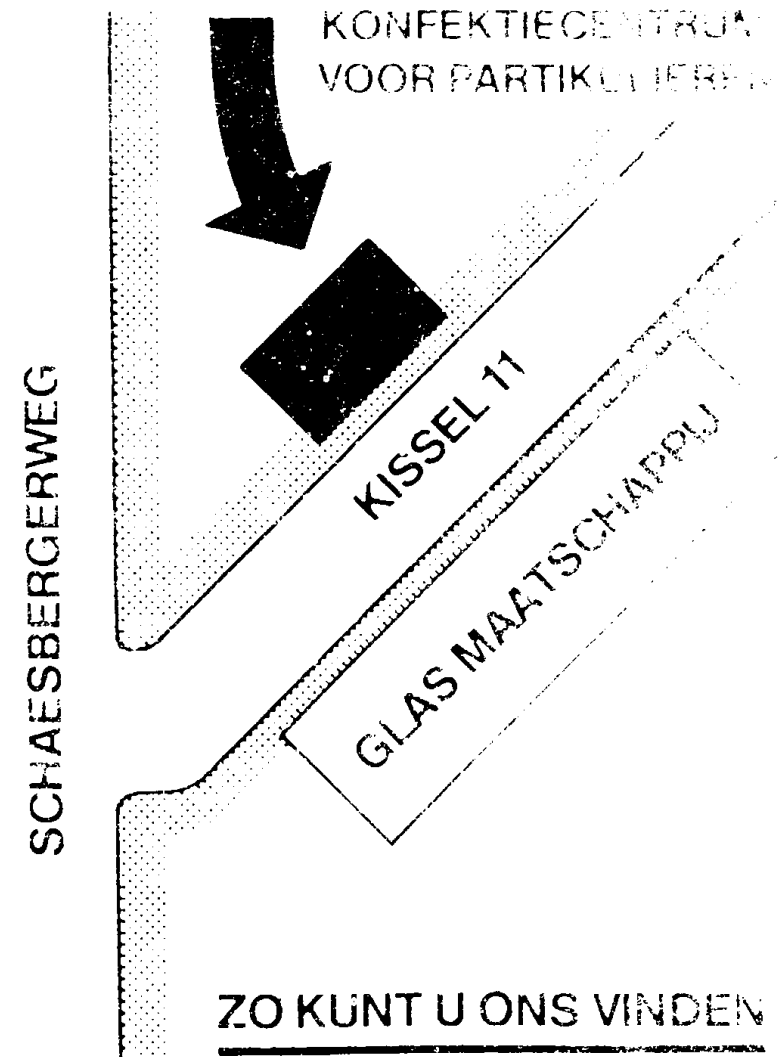 KONFEKTIECENTRUM
VOOR PARTIKULIEREN
KISSEL 11
SCHAESBERGERWEG
GLAS MAATSCHAPPIJ
ZO KUNT U ONS VINDEN